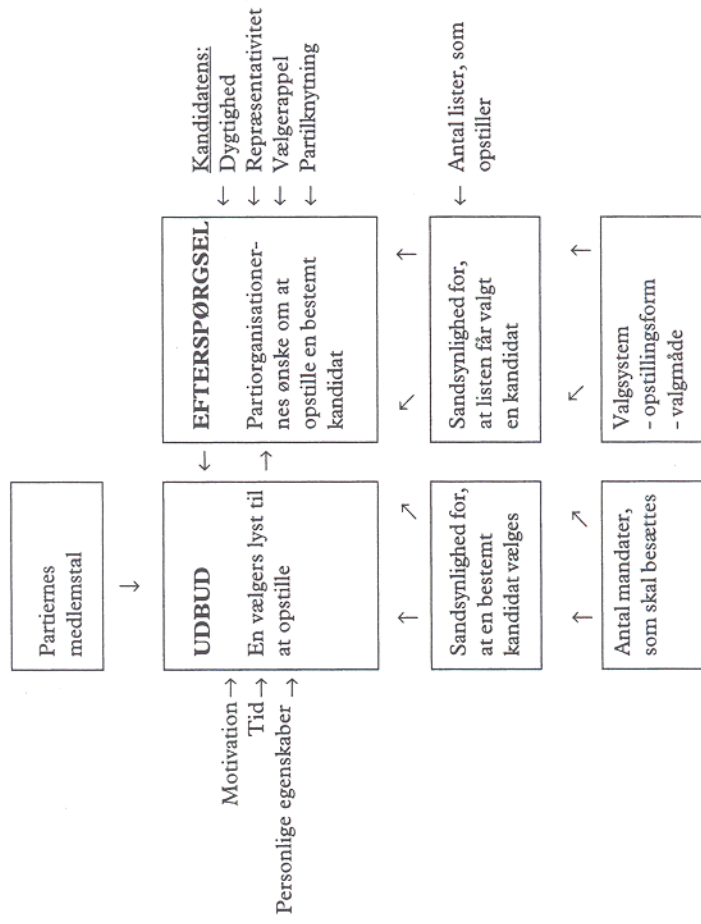 Partiernes
medlemstal
↓
Motivation →
Tid →
Personlige egenskaber →
UDBUD
En vælgers lyst til
at opstille
←
→
EFTERSPØRGSEL
Partiorganisationer-
nes ønske om at
opstille en bestemt
kandidat
Kandidatens:
← Dygtighed
← Repræsentativitet
← Vælgerappel
← Partilknytning
↑ ↗ ↖ ↑
Sandsynlighed for,
at en bestemt
kandidat vælges
Sandsynlighed for,
at listen får valgt
en kandidat
← Antal lister, som
opstiller
↑ ↗ ↖ ↑
Antal mandater,
som skal besættes
Valgsystem
- opstillingsform
- valgmåde